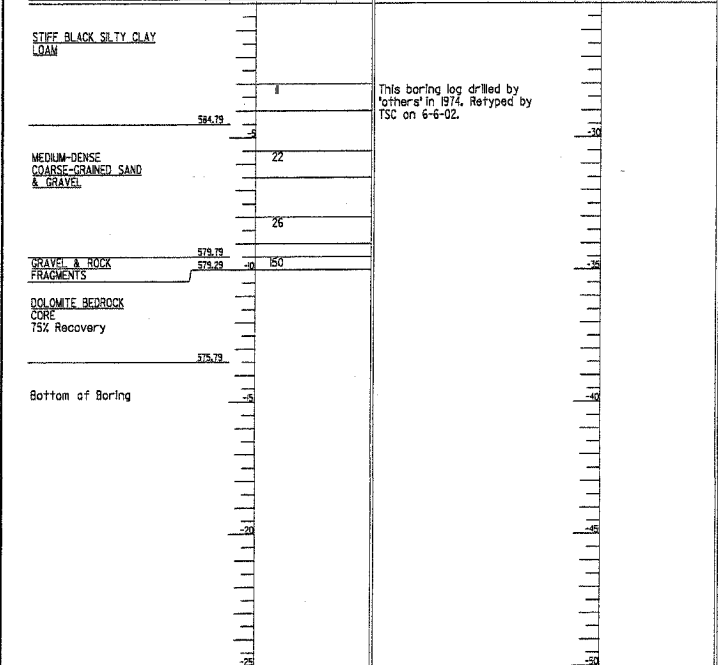 STIFF BLACK SILTY CLAY
LOAM
584.79
-5
MEDIUM-DENSE
COARSE-GRAINED SAND
& GRAVEL
22
26
579.79
GRAVEL & ROCK
579.29
-10
150
FRAGMENTS
DOLOMITE BEDROCK
CORE
75% Recovery
575.79
Bottom of Boring
-15
-20
-25
This boring log drilled by
'others' in 1974. Retyped by
TSC on 6-6-02.
-30
-35
-40
-45
-50